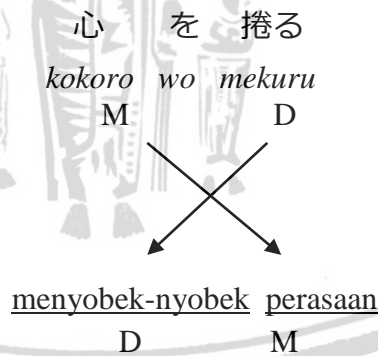 心 を 捲る
kokoro wo mekuru
M D
menyobek-nyobek perasaan
D M